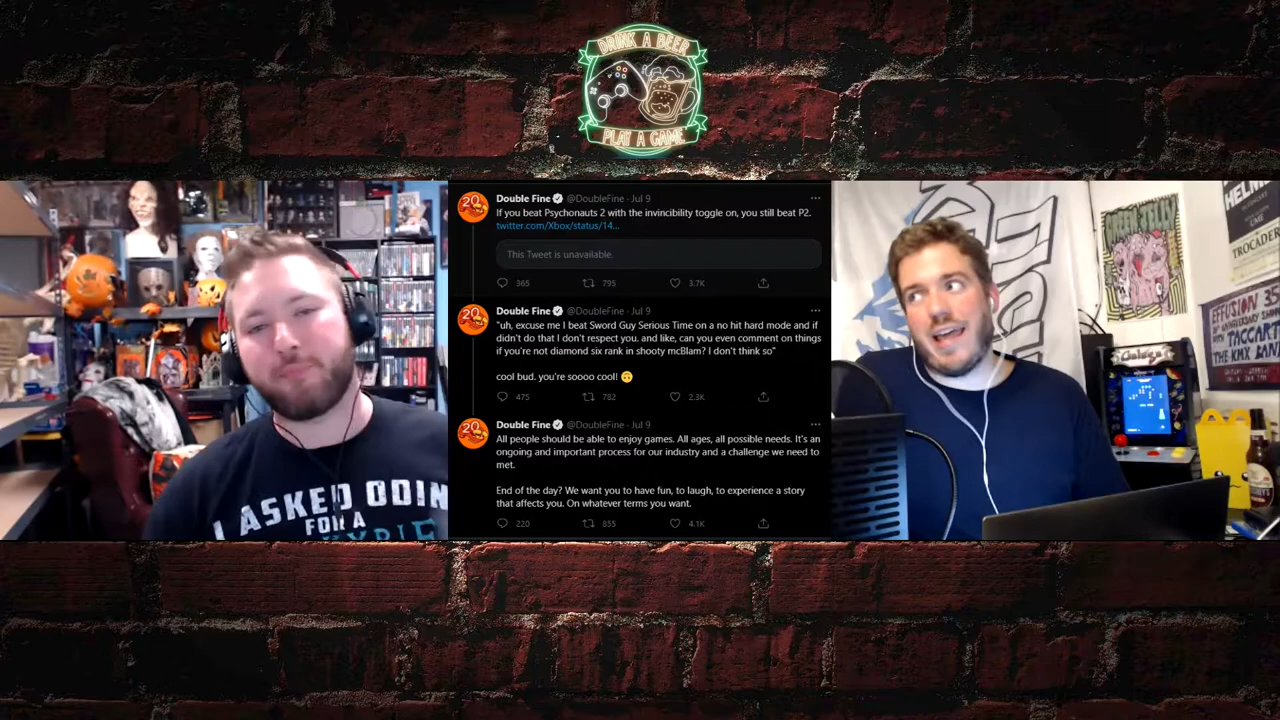 DRINK A BEER
PLAY A GAME
Double Fine @DoubleFine · Jul 9
If you beat Psychonauts 2 with the invincibility toggle on, you still beat P2.
twitter.com/Xbox/status/14...
This Tweet is unavailable.
365 795 3.7K
Double Fine @DoubleFine · Jul 9
"uh, excuse me I beat Sword Guy Serious Time on a no hit hard mode and if
didn't do that I don't respect you. and like, can you even comment on things
if you're not diamond six rank in shooty mcBlam? I don't think so"
cool bud. you're soooo cool! 🙃
475 782 2.3K
Double Fine @DoubleFine · Jul 9
All people should be able to enjoy games. All ages, all possible needs. It's an
ongoing and important process for our industry and a challenge we need to
met.
End of the day? We want you to have fun, to laugh, to experience a story
that affects you. On whatever terms you want.
220 855 4.1K
20
20
20
I ASKED ODIN
FOR A
GREEN JELLY
HELM
TROCADER
EFFUSION 35
TAGGART
THE KMX BAN
Galaga